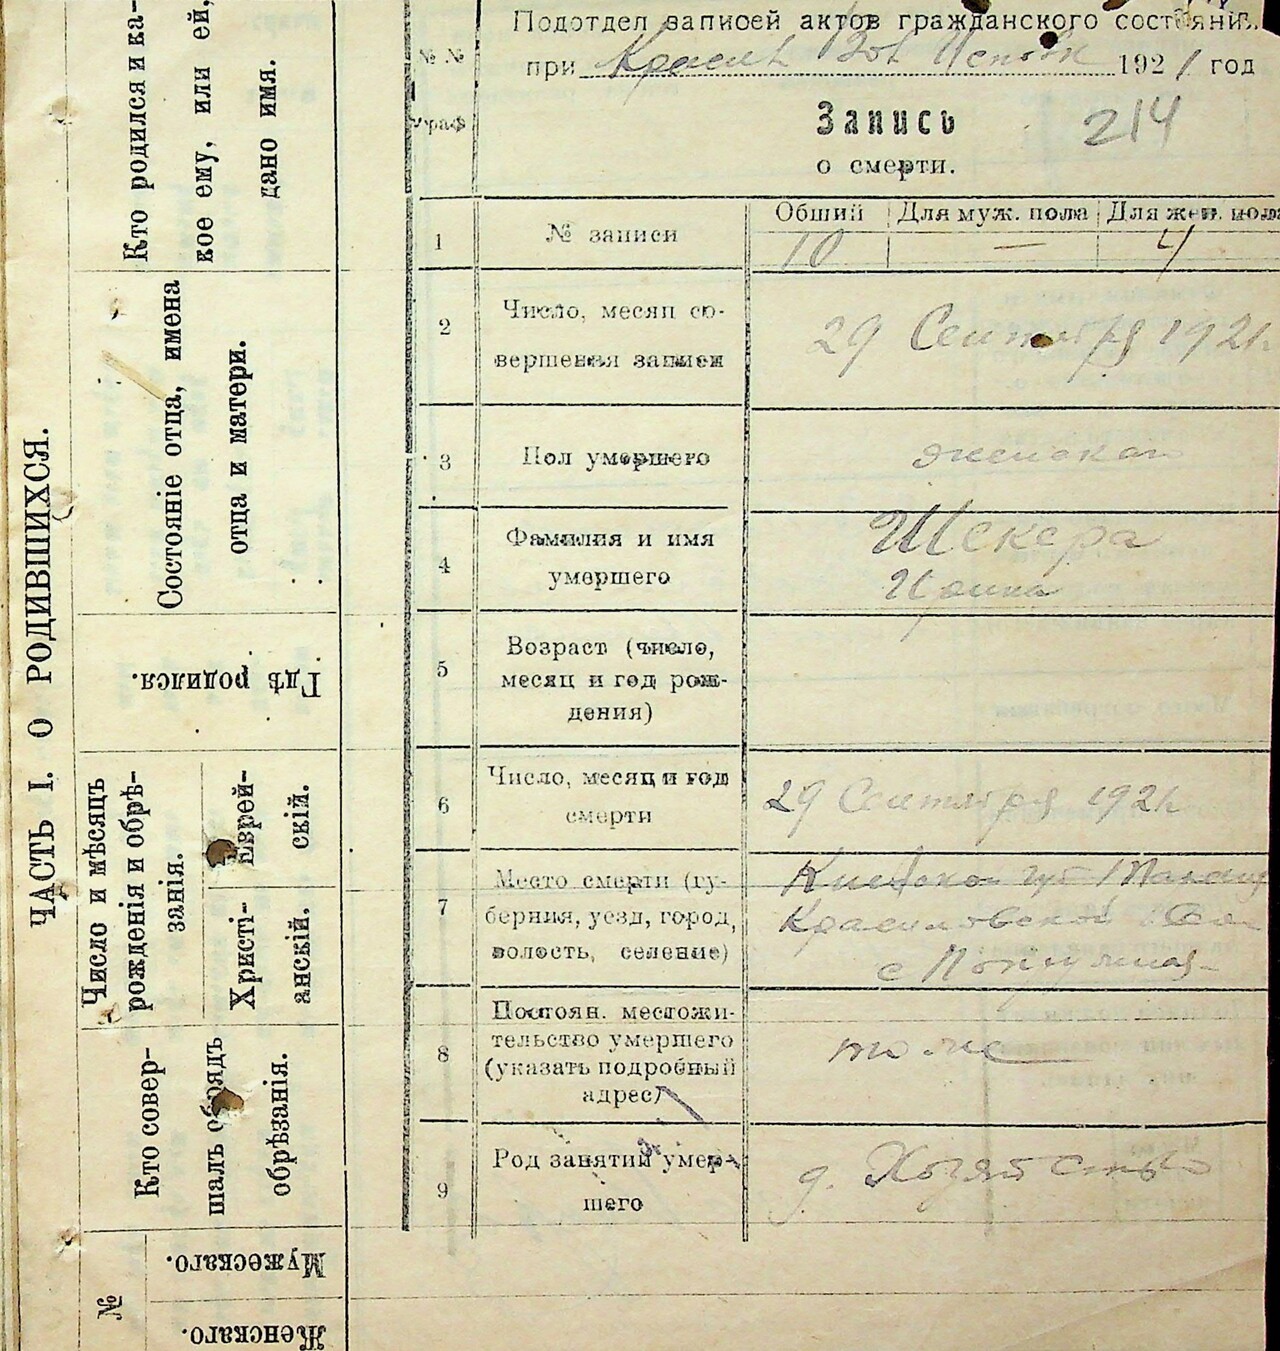 ЧАСТЬ I. О РОДИВШИХСЯ.
Кто родился и ка-
кое ему, или ей,
дано имя.
Состояніе отца, имена
отца и матери.
Гдѣ родился.
Число и мѣсяцъ
рожденія и обрѣ-
занія.
Христі-
анскій.
Еврей-
скій.
Кто совер-
шалъ обрядъ
обрѣзанія.
№
Мужескаго.
Женскаго.
Подотдел записей актов гражданского состояния.
при Красил Вол 1921 год
Запись 214
о смерти.
№ №
граф
Общий Для муж. пола Для жен. пола
1 № записи 10 — 4
2 Число, месяц со-
вершения записи
29 Сентября 1921
3 Пол умершего женская
4 Фамилия и имя
умершего
Шекера
5 Возраст (число,
месяц и год рож-
дения)
6 Число, месяц и год
смерти
29 Сентября 1921
7 Место смерти (гу-
берния, уезд, город,
волость, селение)
Киевской губ
Красиловской
с
8 Постоян. местожи-
тельство умершего
(указать подробный
адрес)
то же
9 Род занятий умер-
шего
д. Хозяйство